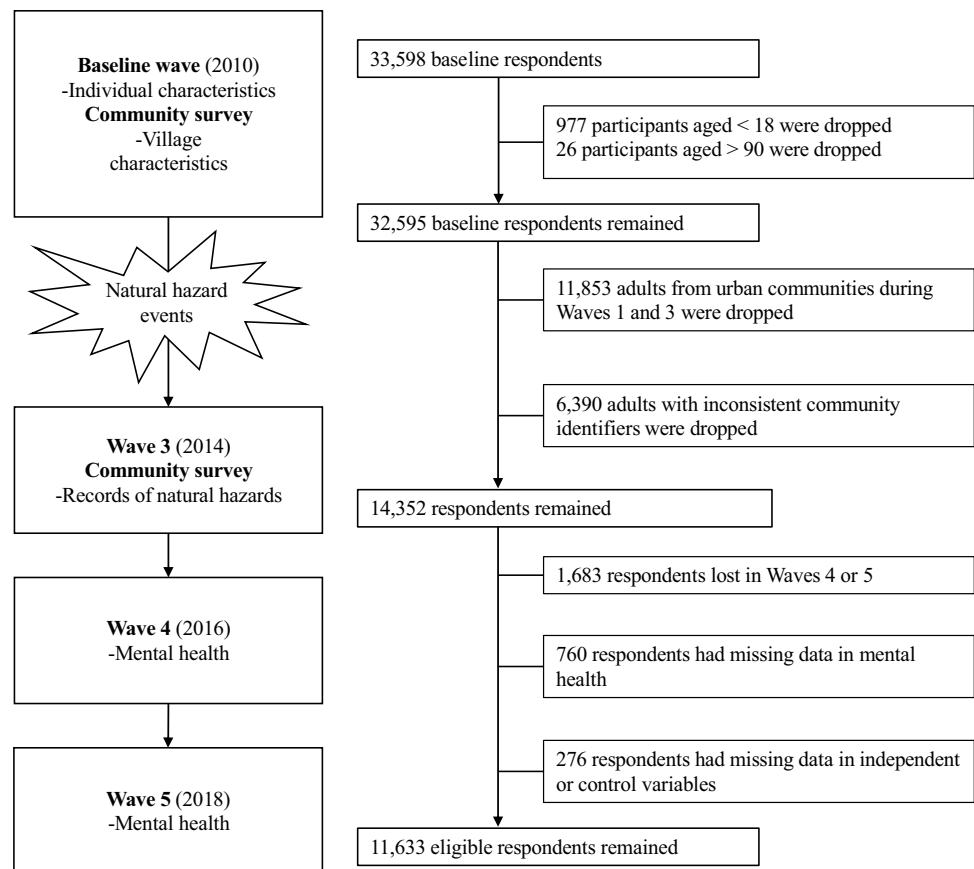 Baseline wave (2010)
-Individual characteristics
Community survey
-Village
characteristics
Natural hazard
events
Wave 3 (2014)
Community survey
-Records of natural hazards
Wave 4 (2016)
-Mental health
Wave 5 (2018)
-Mental health
33,598 baseline respondents
977 participants aged < 18 were dropped
26 participants aged > 90 were dropped
32,595 baseline respondents remained
11,853 adults from urban communities during
Waves 1 and 3 were dropped
6,390 adults with inconsistent community
identifiers were dropped
14,352 respondents remained
1,683 respondents lost in Waves 4 or 5
760 respondents had missing data in mental
health
276 respondents had missing data in independent
or control variables
11,633 eligible respondents remained